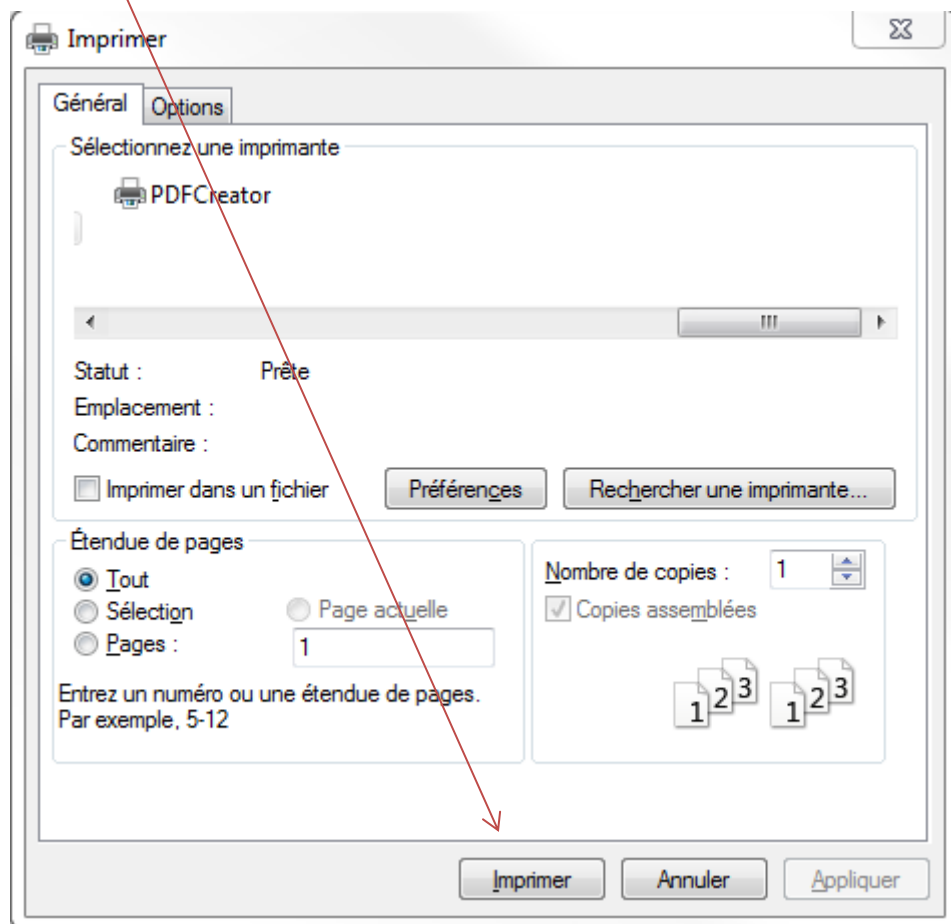 Imprimer
Général Options
Sélectionnez une imprimante
PDFCreator
Statut : Prête
Emplacement :
Commentaire :
Imprimer dans un fichier Préférences Rechercher une imprimante...
Étendue de pages
Tout
Sélection Page actuelle
Pages : 1
Entrez un numéro ou une étendue de pages.
Par exemple, 5-12
Nombre de copies : 1
Copies assemblées
1 2 3 1 2 3
Imprimer Annuler Appliquer